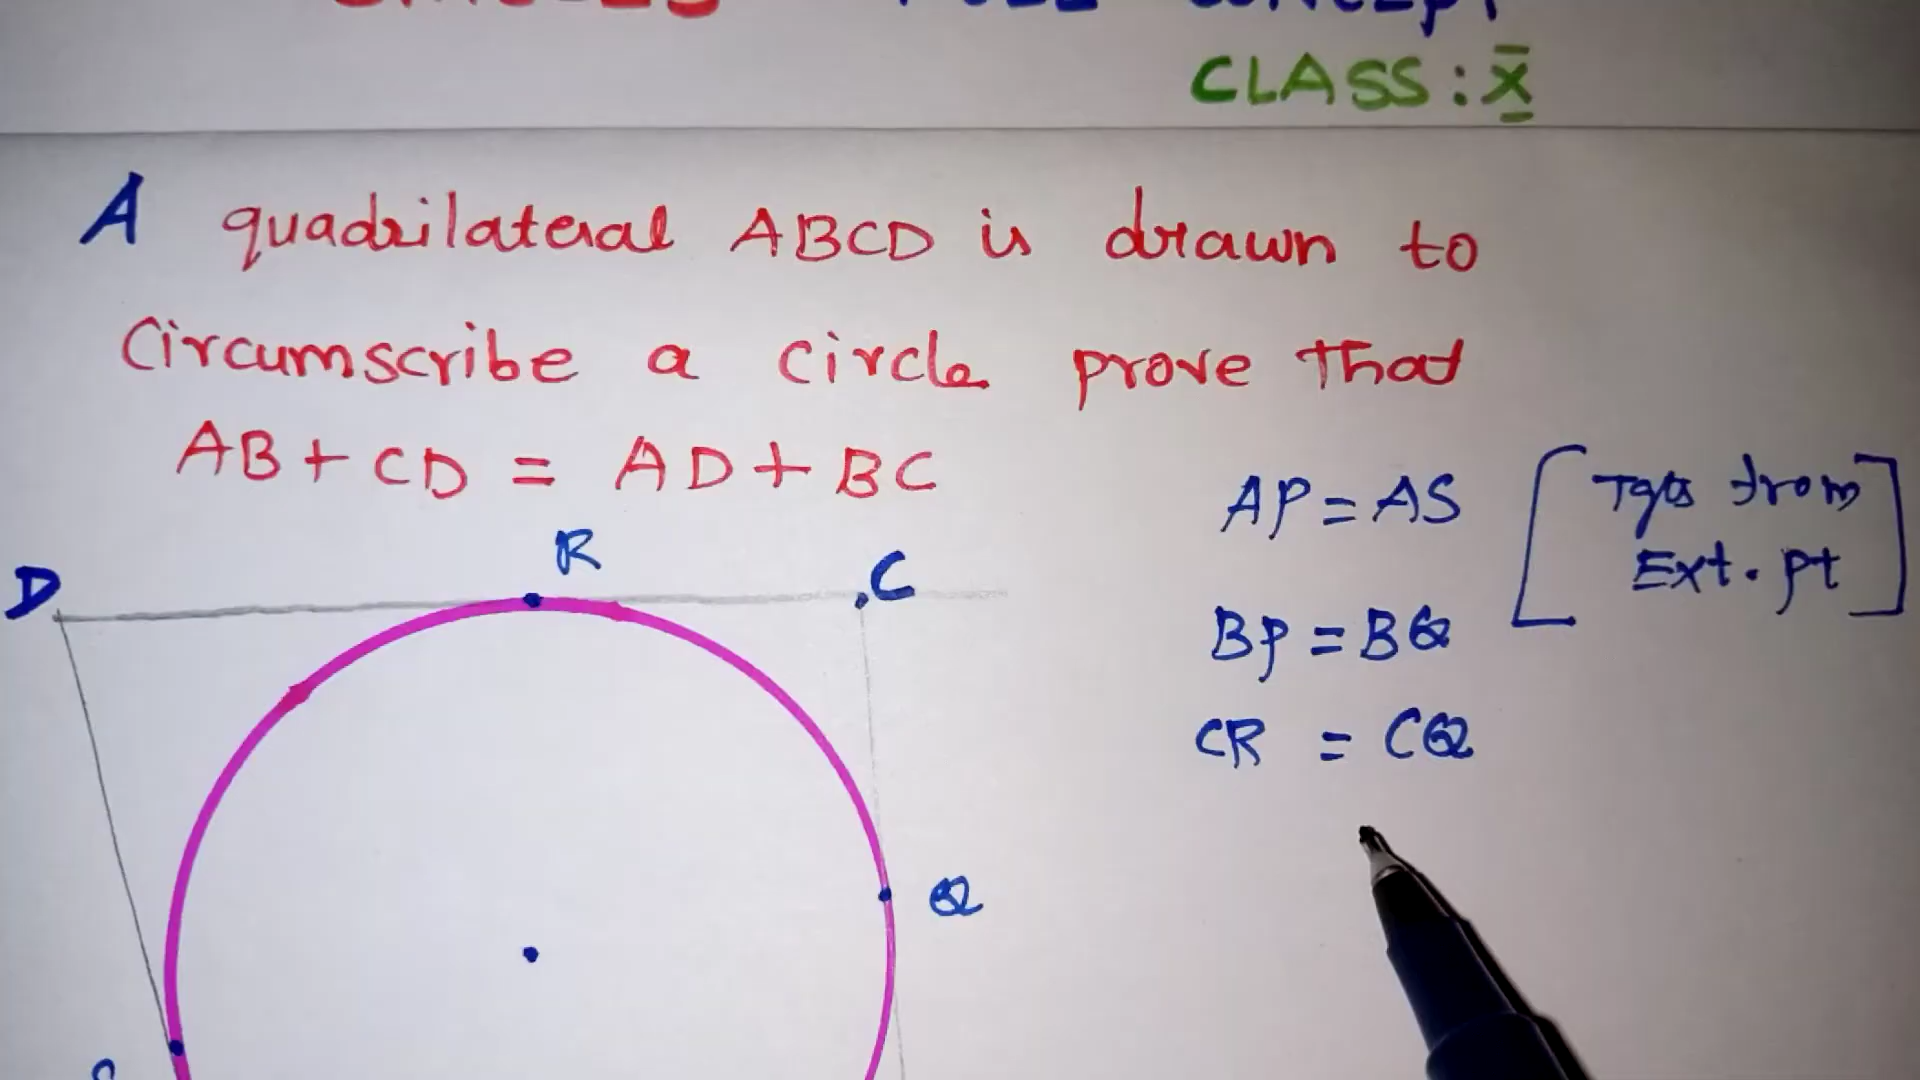 CLASS: X
A quadrilateral ABCD is drawn to
Circumscribe a circle prove that
AB + CD = AD + BC
AP = AS [Tgts from
Ext. pt]
BP = BQ
CR = CQ
R
D
C
Q